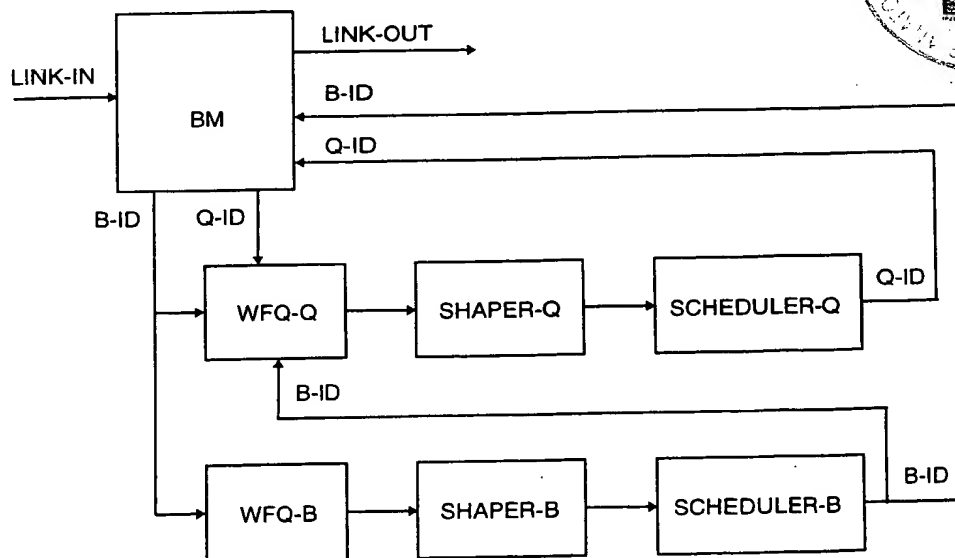 LINK-OUT
LINK-IN
BM
B-ID
Q-ID
B-ID
Q-ID
WFQ-Q
SHAPER-Q
SCHEDULER-Q
Q-ID
B-ID
WFQ-B
SHAPER-B
SCHEDULER-B
B-ID